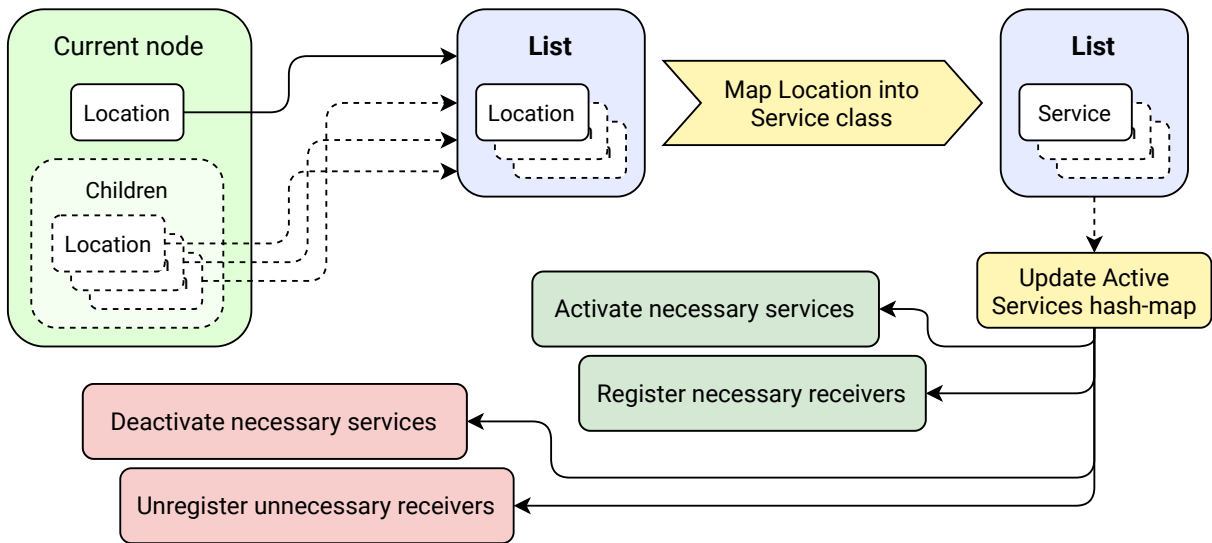 Current node
Location
Children
Location
List
Location
Map Location into
Service class
List
Service
Update Active
Services hash-map
Activate necessary services
Register necessary receivers
Deactivate necessary services
Unregister unnecessary receivers